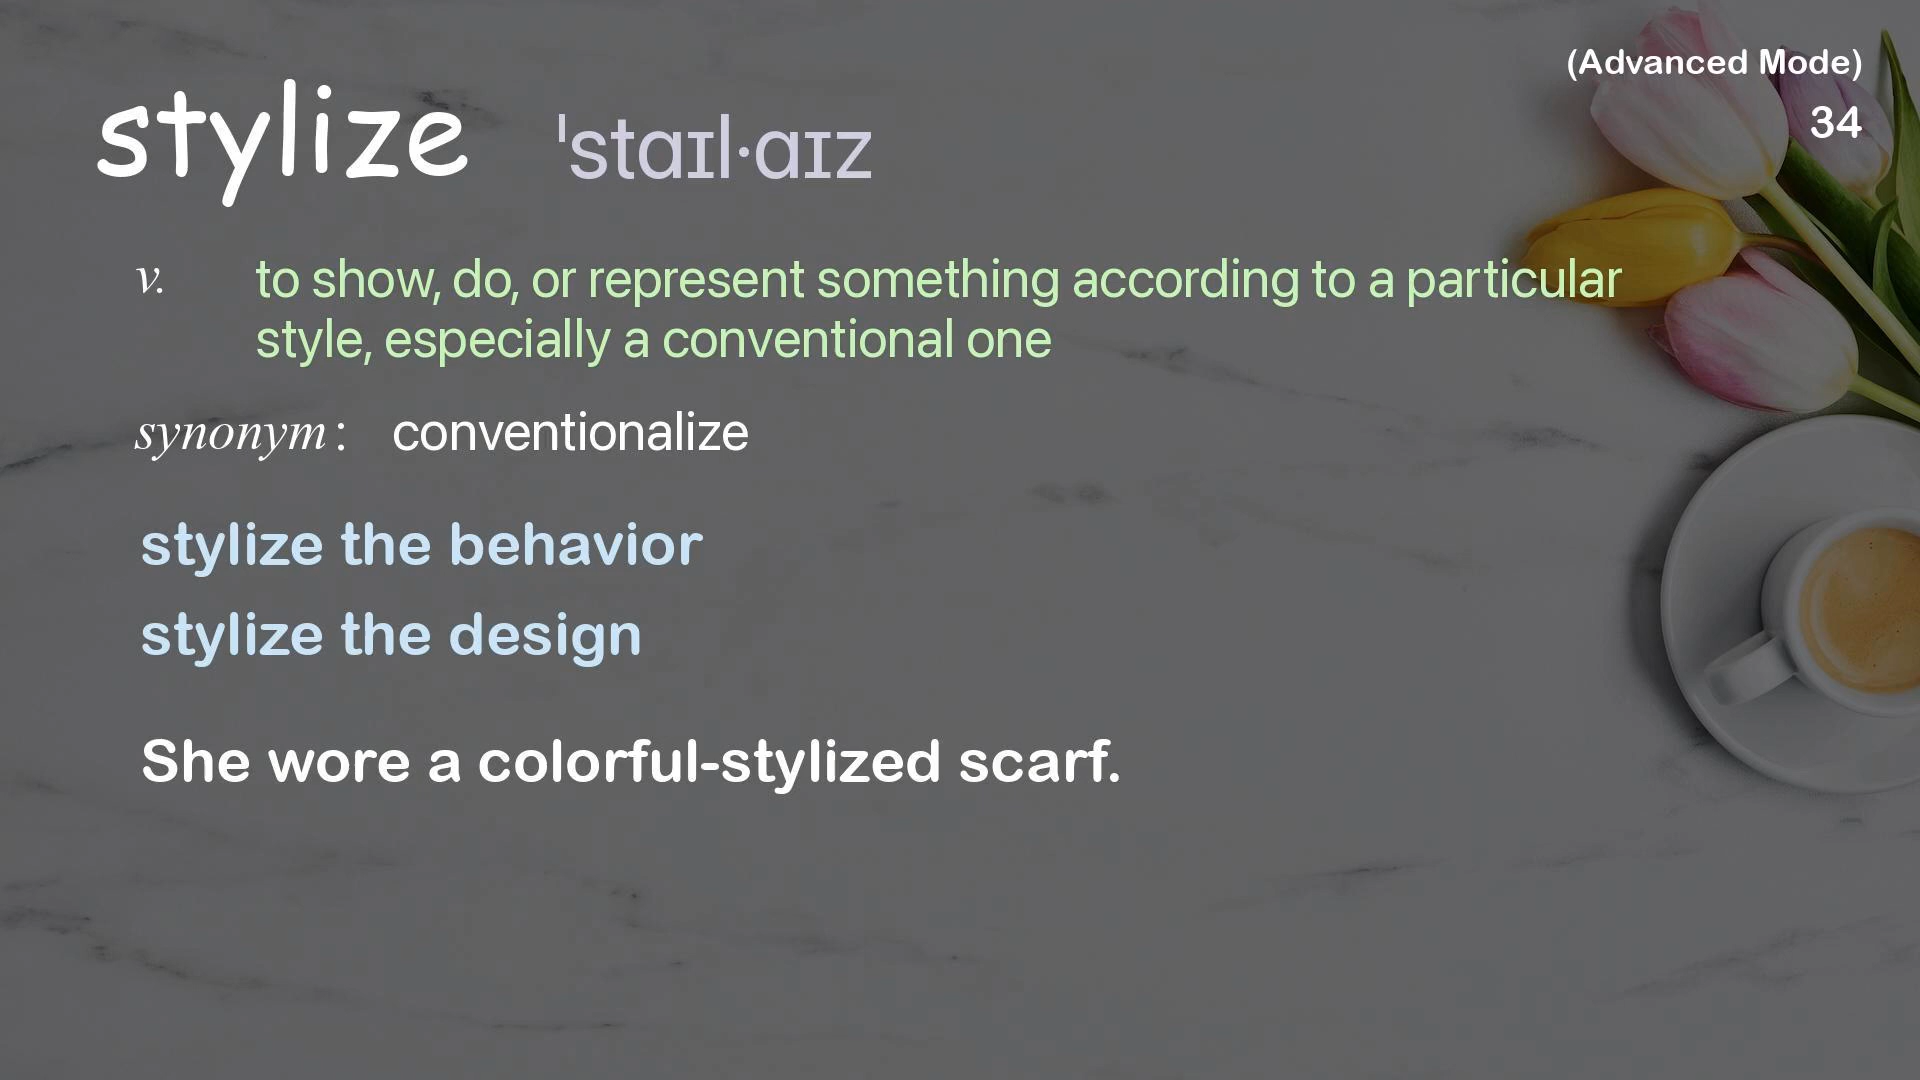 (Advanced Mode)
34
stylize ˈstaɪl·aɪz
v. to show, do, or represent something according to a particular
style, especially a conventional one
synonym: conventionalize
stylize the behavior
stylize the design
She wore a colorful-stylized scarf.